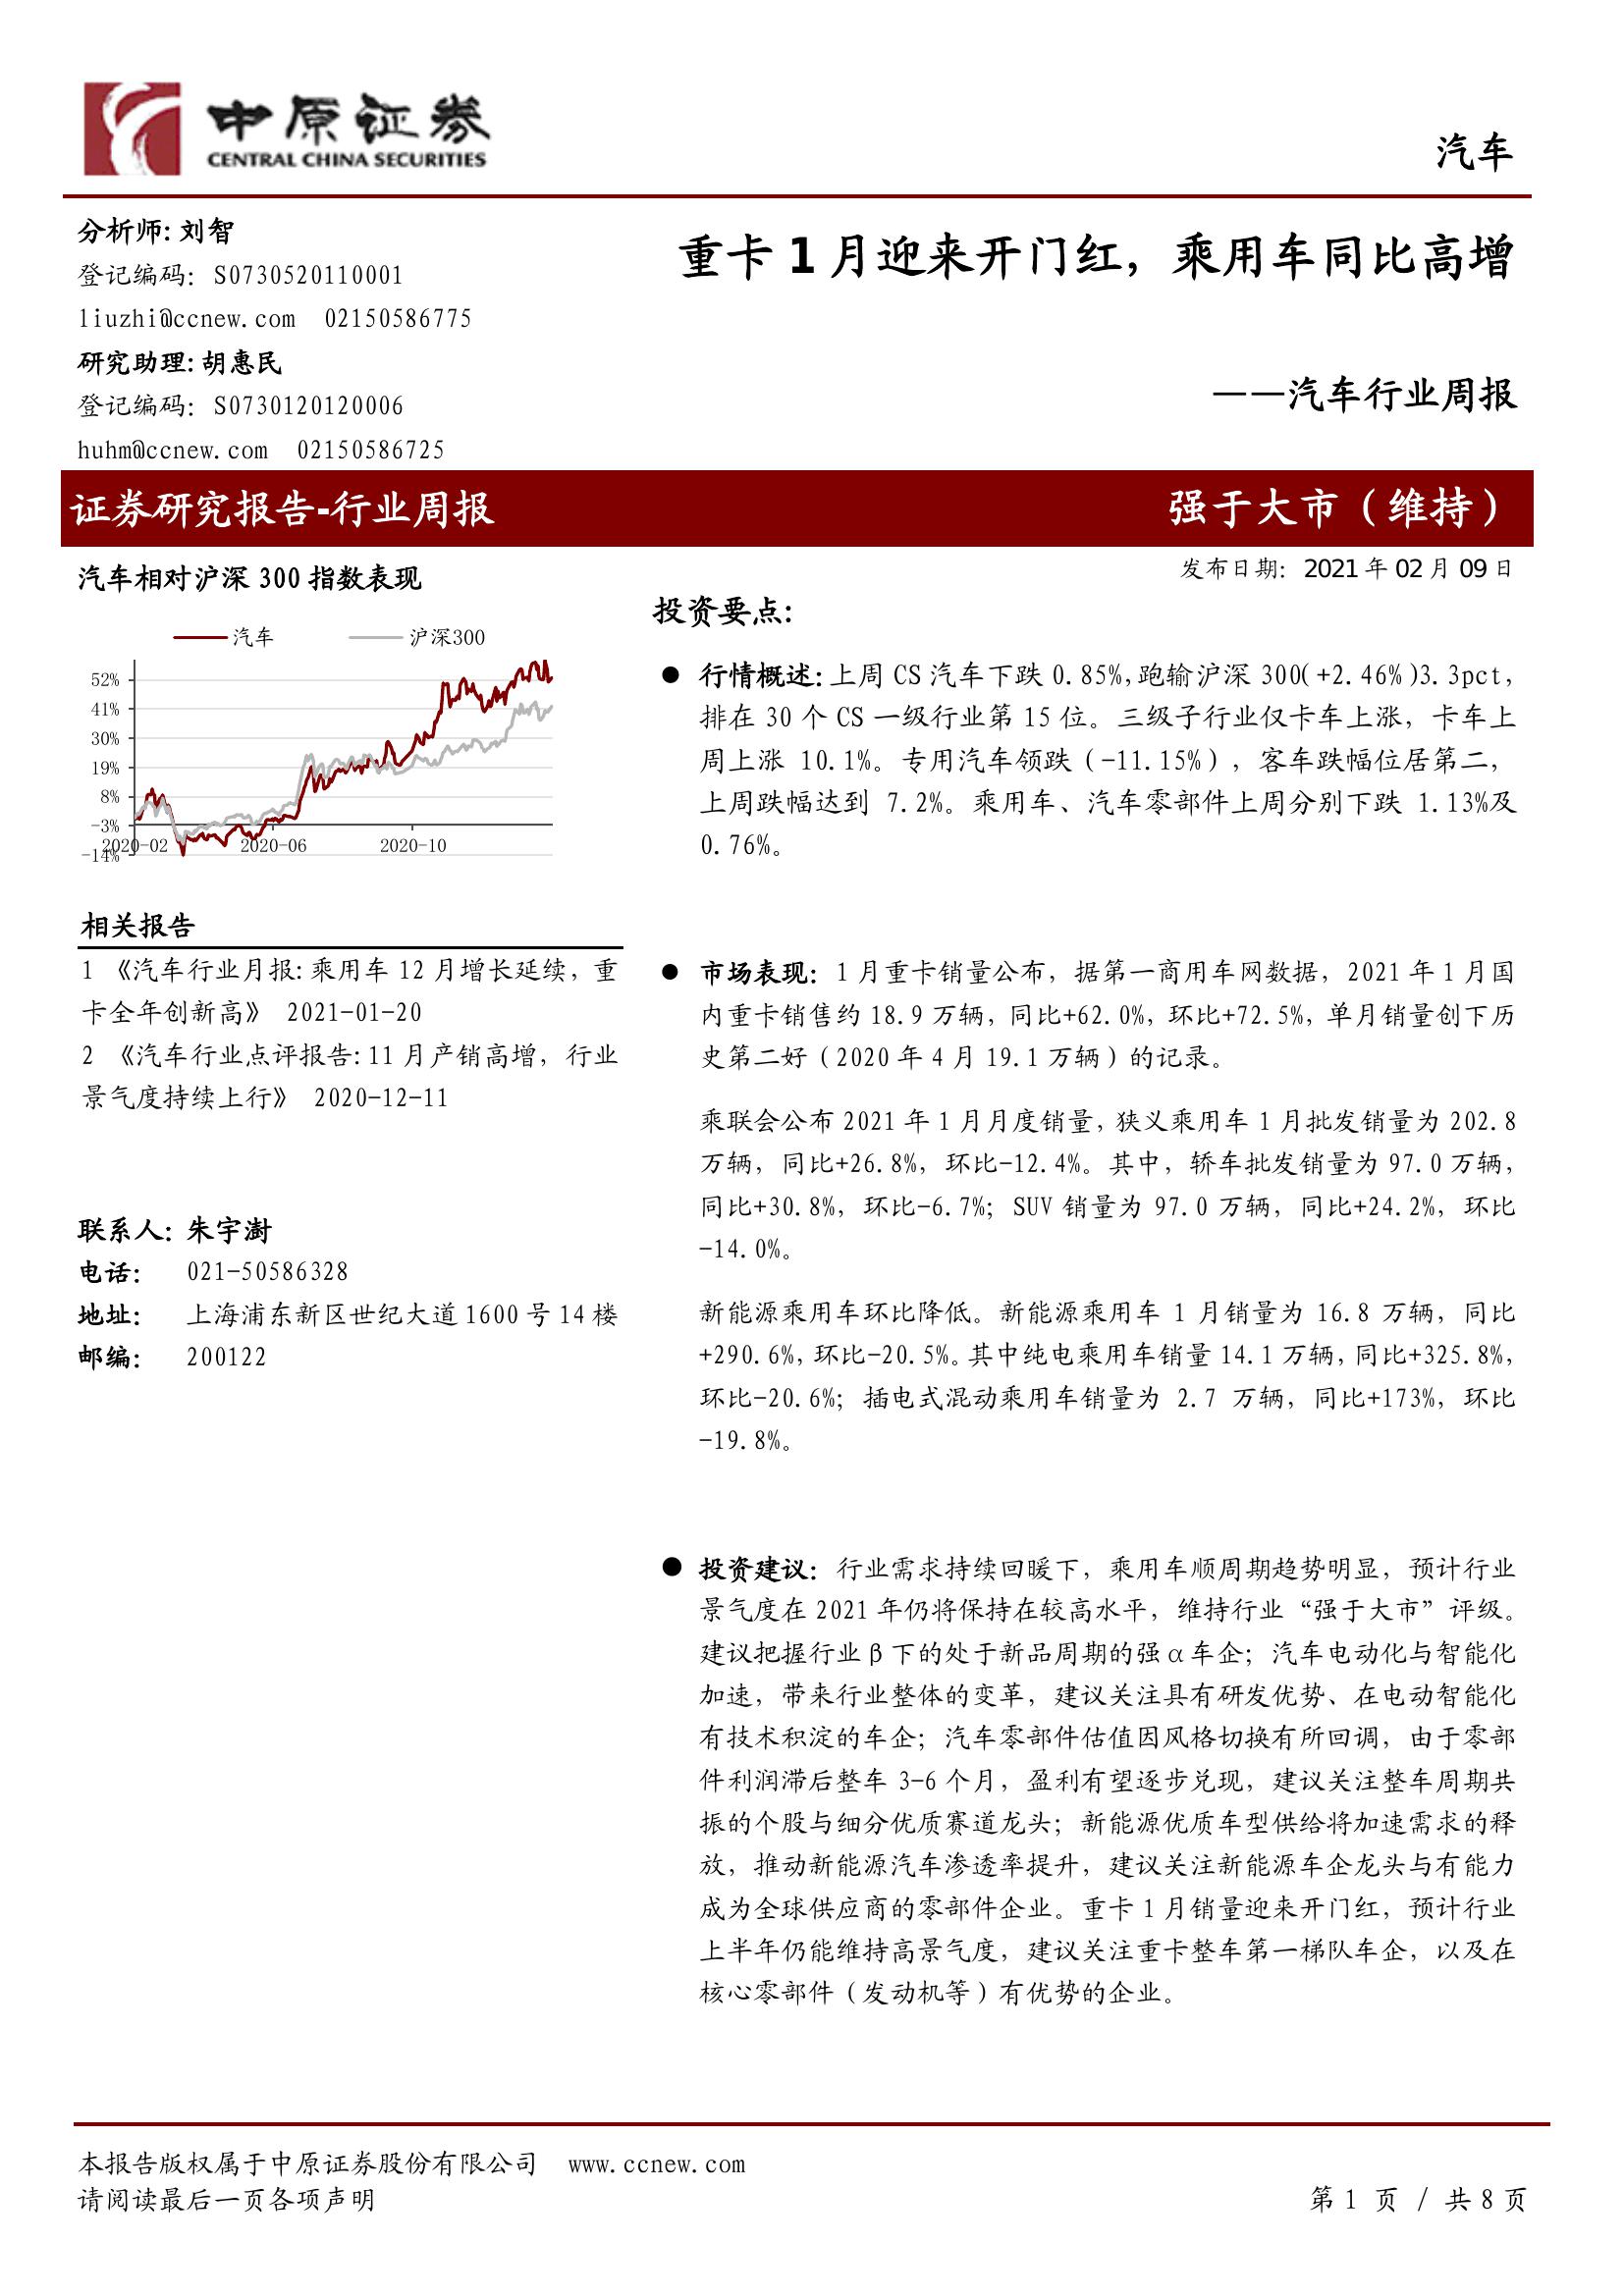 中原证券
CENTRAL CHINA SECURITIES
汽车
分析师:刘智
登记编码：S0730520110001
liuzhi@ccnew.com 02150586775
研究助理:胡惠民
登记编码：S0730120120006
huhm@ccnew.com 02150586725
重卡 1 月迎来开门红，乘用车同比高增
——汽车行业周报
证券研究报告-行业周报
强于大市（维持）
汽车相对沪深 300 指数表现
汽车 沪深300
52%
41%
30%
19%
8%
-3%
-14%
2020-02 2020-06 2020-10
相关报告
1 《汽车行业月报:乘用车 12 月增长延续，重
卡全年创新高》 2021-01-20
2 《汽车行业点评报告:11 月产销高增，行业
景气度持续上行》 2020-12-11
联系人：朱宇澍
电话： 021-50586328
地址： 上海浦东新区世纪大道 1600 号 14 楼
邮编： 200122
发布日期：2021 年 02 月 09 日
投资要点:
● 行情概述:上周 CS 汽车下跌 0.85%,跑输沪深 300(+2.46%)3.3pct，
排在 30 个 CS 一级行业第 15 位。三级子行业仅卡车上涨，卡车上
周上涨 10.1%。专用汽车领跌（-11.15%），客车跌幅位居第二，
上周跌幅达到 7.2%。乘用车、汽车零部件上周分别下跌 1.13%及
0.76%。
● 市场表现：1 月重卡销量公布，据第一商用车网数据，2021 年 1 月国
内重卡销售约 18.9 万辆，同比+62.0%，环比+72.5%，单月销量创下历
史第二好（2020 年 4 月 19.1 万辆）的记录。
乘联会公布 2021 年 1 月月度销量，狭义乘用车 1 月批发销量为 202.8
万辆，同比+26.8%，环比-12.4%。其中，轿车批发销量为 97.0 万辆，
同比+30.8%，环比-6.7%；SUV 销量为 97.0 万辆，同比+24.2%，环比
-14.0%。
新能源乘用车环比降低。新能源乘用车 1 月销量为 16.8 万辆，同比
+290.6%，环比-20.5%。其中纯电乘用车销量 14.1 万辆，同比+325.8%，
环比-20.6%；插电式混动乘用车销量为 2.7 万辆，同比+173%，环比
-19.8%。
● 投资建议：行业需求持续回暖下，乘用车顺周期趋势明显，预计行业
景气度在 2021 年仍将保持在较高水平，维持行业“强于大市”评级。
建议把握行业β下的处于新品周期的强α车企；汽车电动化与智能化
加速，带来行业整体的变革，建议关注具有研发优势、在电动智能化
有技术积淀的车企；汽车零部件估值因风格切换有所回调，由于零部
件利润滞后整车 3-6 个月，盈利有望逐步兑现，建议关注整车周期共
振的个股与细分优质赛道龙头；新能源优质车型供给将加速需求的释
放，推动新能源汽车渗透率提升，建议关注新能源车企龙头与有能力
成为全球供应商的零部件企业。重卡 1 月销量迎来开门红，预计行业
上半年仍能维持高景气度，建议关注重卡整车第一梯队车企，以及在
核心零部件（发动机等）有优势的企业。
本报告版权属于中原证券股份有限公司 www.ccnew.com
请阅读最后一页各项声明
第 1 页 / 共 8 页